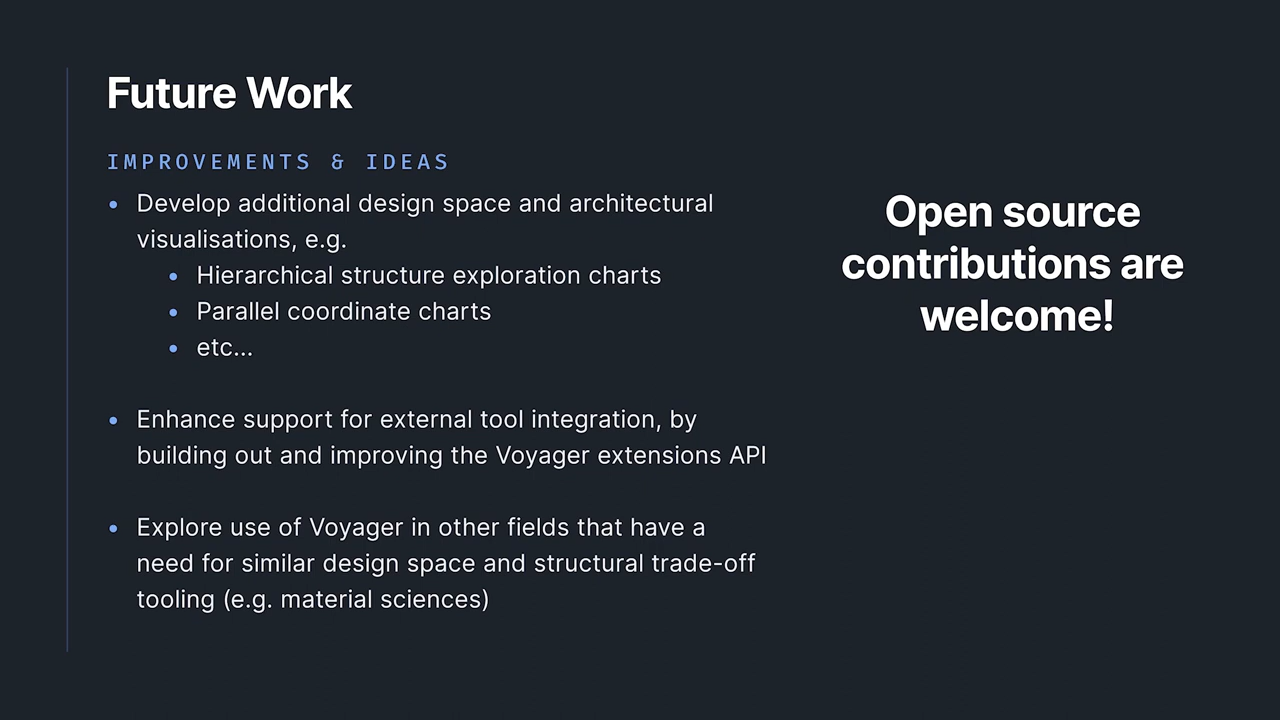 Future Work
IMPROVEMENTS & IDEAS
• Develop additional design space and architectural
visualisations, e.g.
• Hierarchical structure exploration charts
• Parallel coordinate charts
• etc...
• Enhance support for external tool integration, by
building out and improving the Voyager extensions API
• Explore use of Voyager in other fields that have a
need for similar design space and structural trade-off
tooling (e.g. material sciences)
Open source
contributions are
welcome!